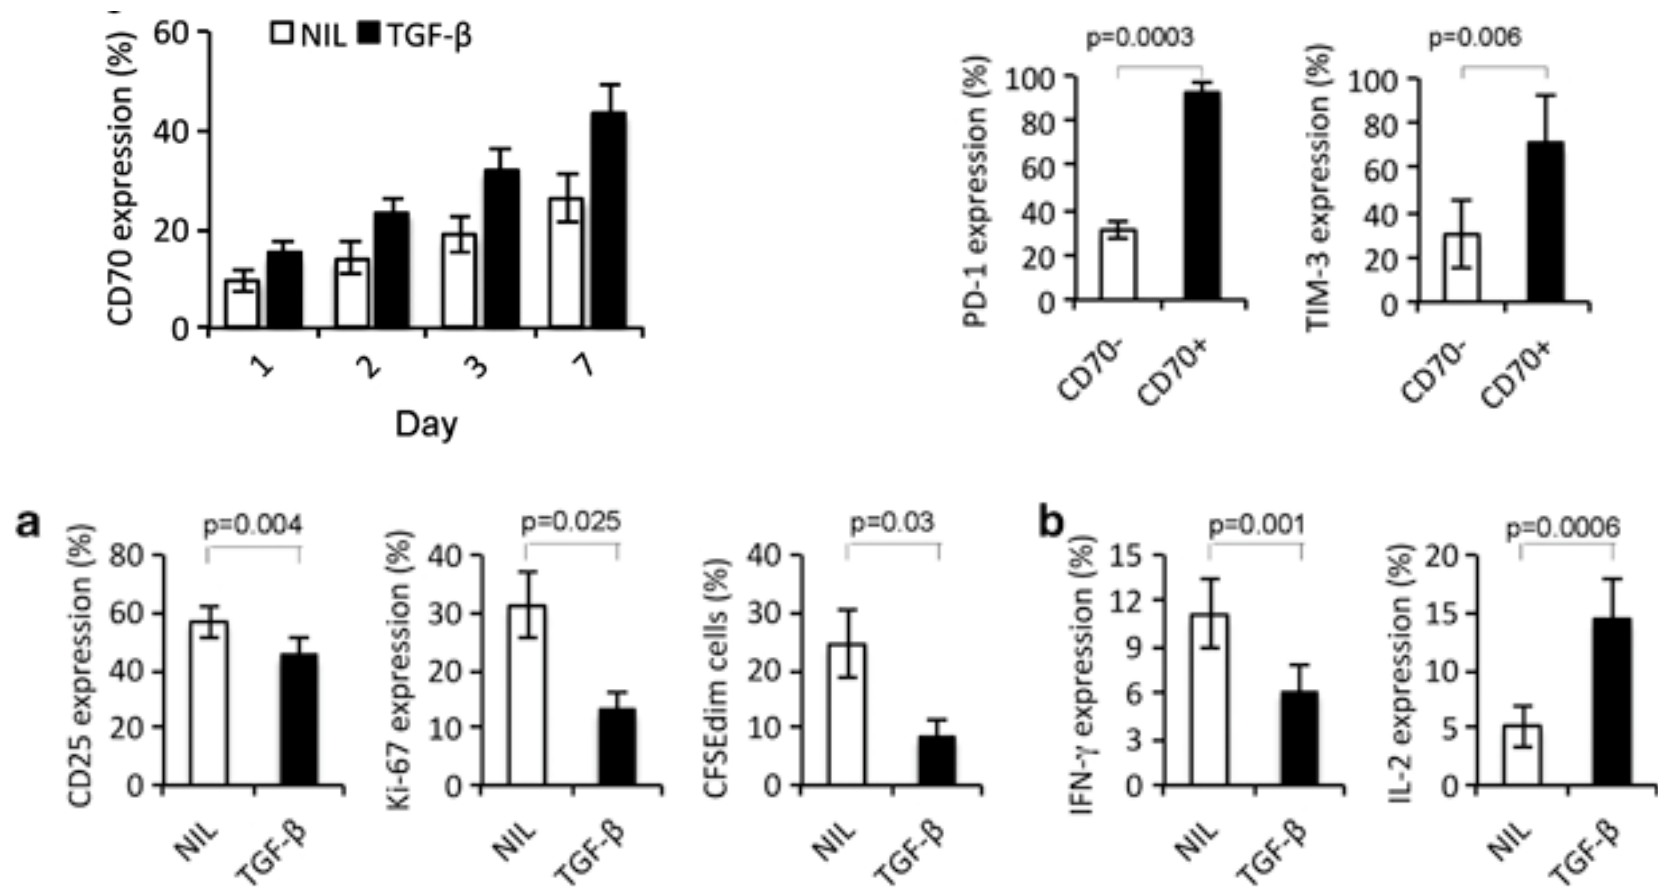 NIL TGF-β
CD70 expression (%)
60
40
20
0
1 2 3 7
Day
p=0.0003
PD-1 expression (%)
100
80
60
40
20
0
CD70- CD70+
p=0.006
TIM-3 expression (%)
100
80
60
40
20
0
CD70- CD70+
a
p=0.004
CD25 expression (%)
80
60
40
20
0
NIL TGF-β
p=0.025
Ki-67 expression (%)
40
30
20
10
0
NIL TGF-β
p=0.03
CFSEdim cells (%)
40
30
20
10
0
NIL TGF-β
b
p=0.001
IFN-γ expression (%)
15
12
9
6
3
0
NIL TGF-β
p=0.0006
IL-2 expression (%)
20
15
10
5
0
NIL TGF-β